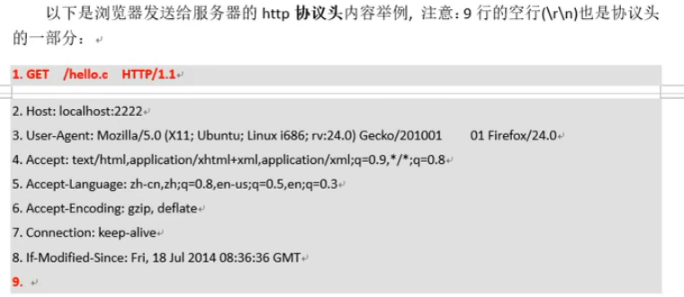 以下是浏览器发送给服务器的 http 协议头内容举例, 注意：9 行的空行(\r\n)也是协议头
的一部分：
1. GET /hello.c HTTP/1.1
2. Host: localhost:2222
3. User-Agent: Mozilla/5.0 (X11; Ubuntu; Linux i686; rv:24.0) Gecko/201001 01 Firefox/24.0
4. Accept: text/html,application/xhtml+xml,application/xml;q=0.9,*/*;q=0.8
5. Accept-Language: zh-cn,zh;q=0.8,en-us;q=0.5,en;q=0.3
6. Accept-Encoding: gzip, deflate
7. Connection: keep-alive
8. If-Modified-Since: Fri, 18 Jul 2014 08:36:36 GMT
9.